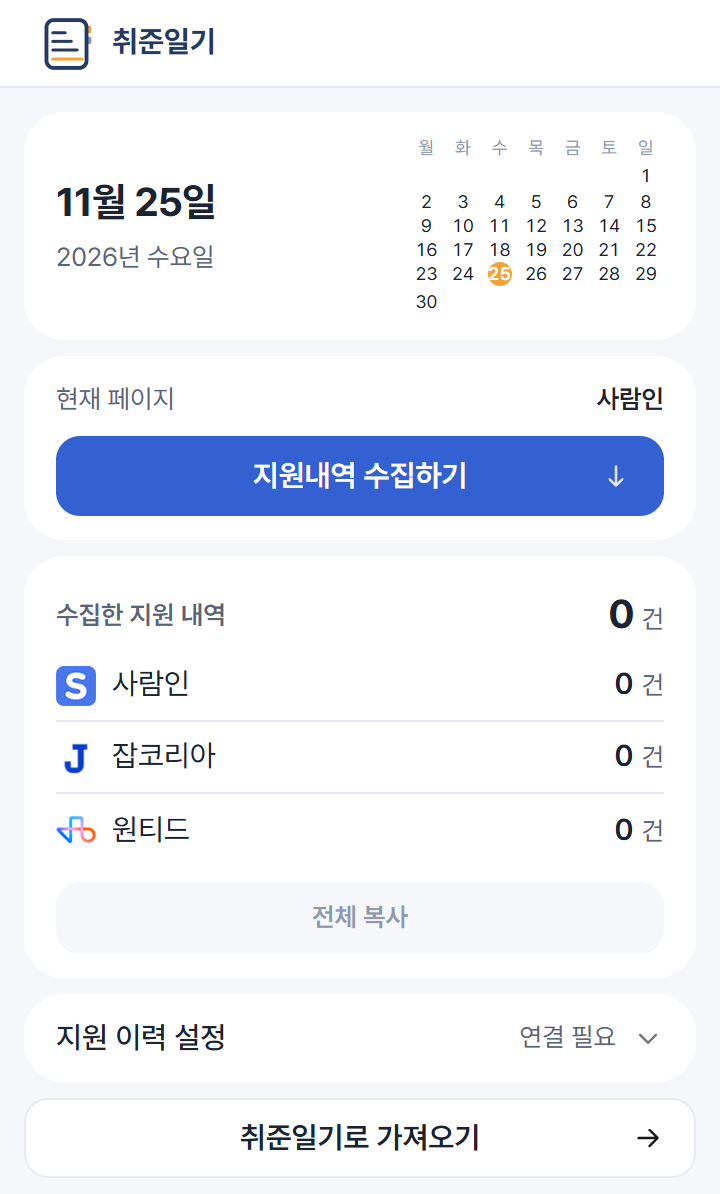 취준일기
11월 25일
2026년 수요일
월 화 수 목 금 토 일
1
2 3 4 5 6 7 8
9 10 11 12 13 14 15
16 17 18 19 20 21 22
23 24 25 26 27 28 29
30
현재 페이지 사람인
지원내역 수집하기 ↓
수집한 지원 내역 0 건
S 사람인 0 건
J 잡코리아 0 건
원티드 0 건
전체 복사
지원 이력 설정 연결 필요
취준일기로 가져오기 →